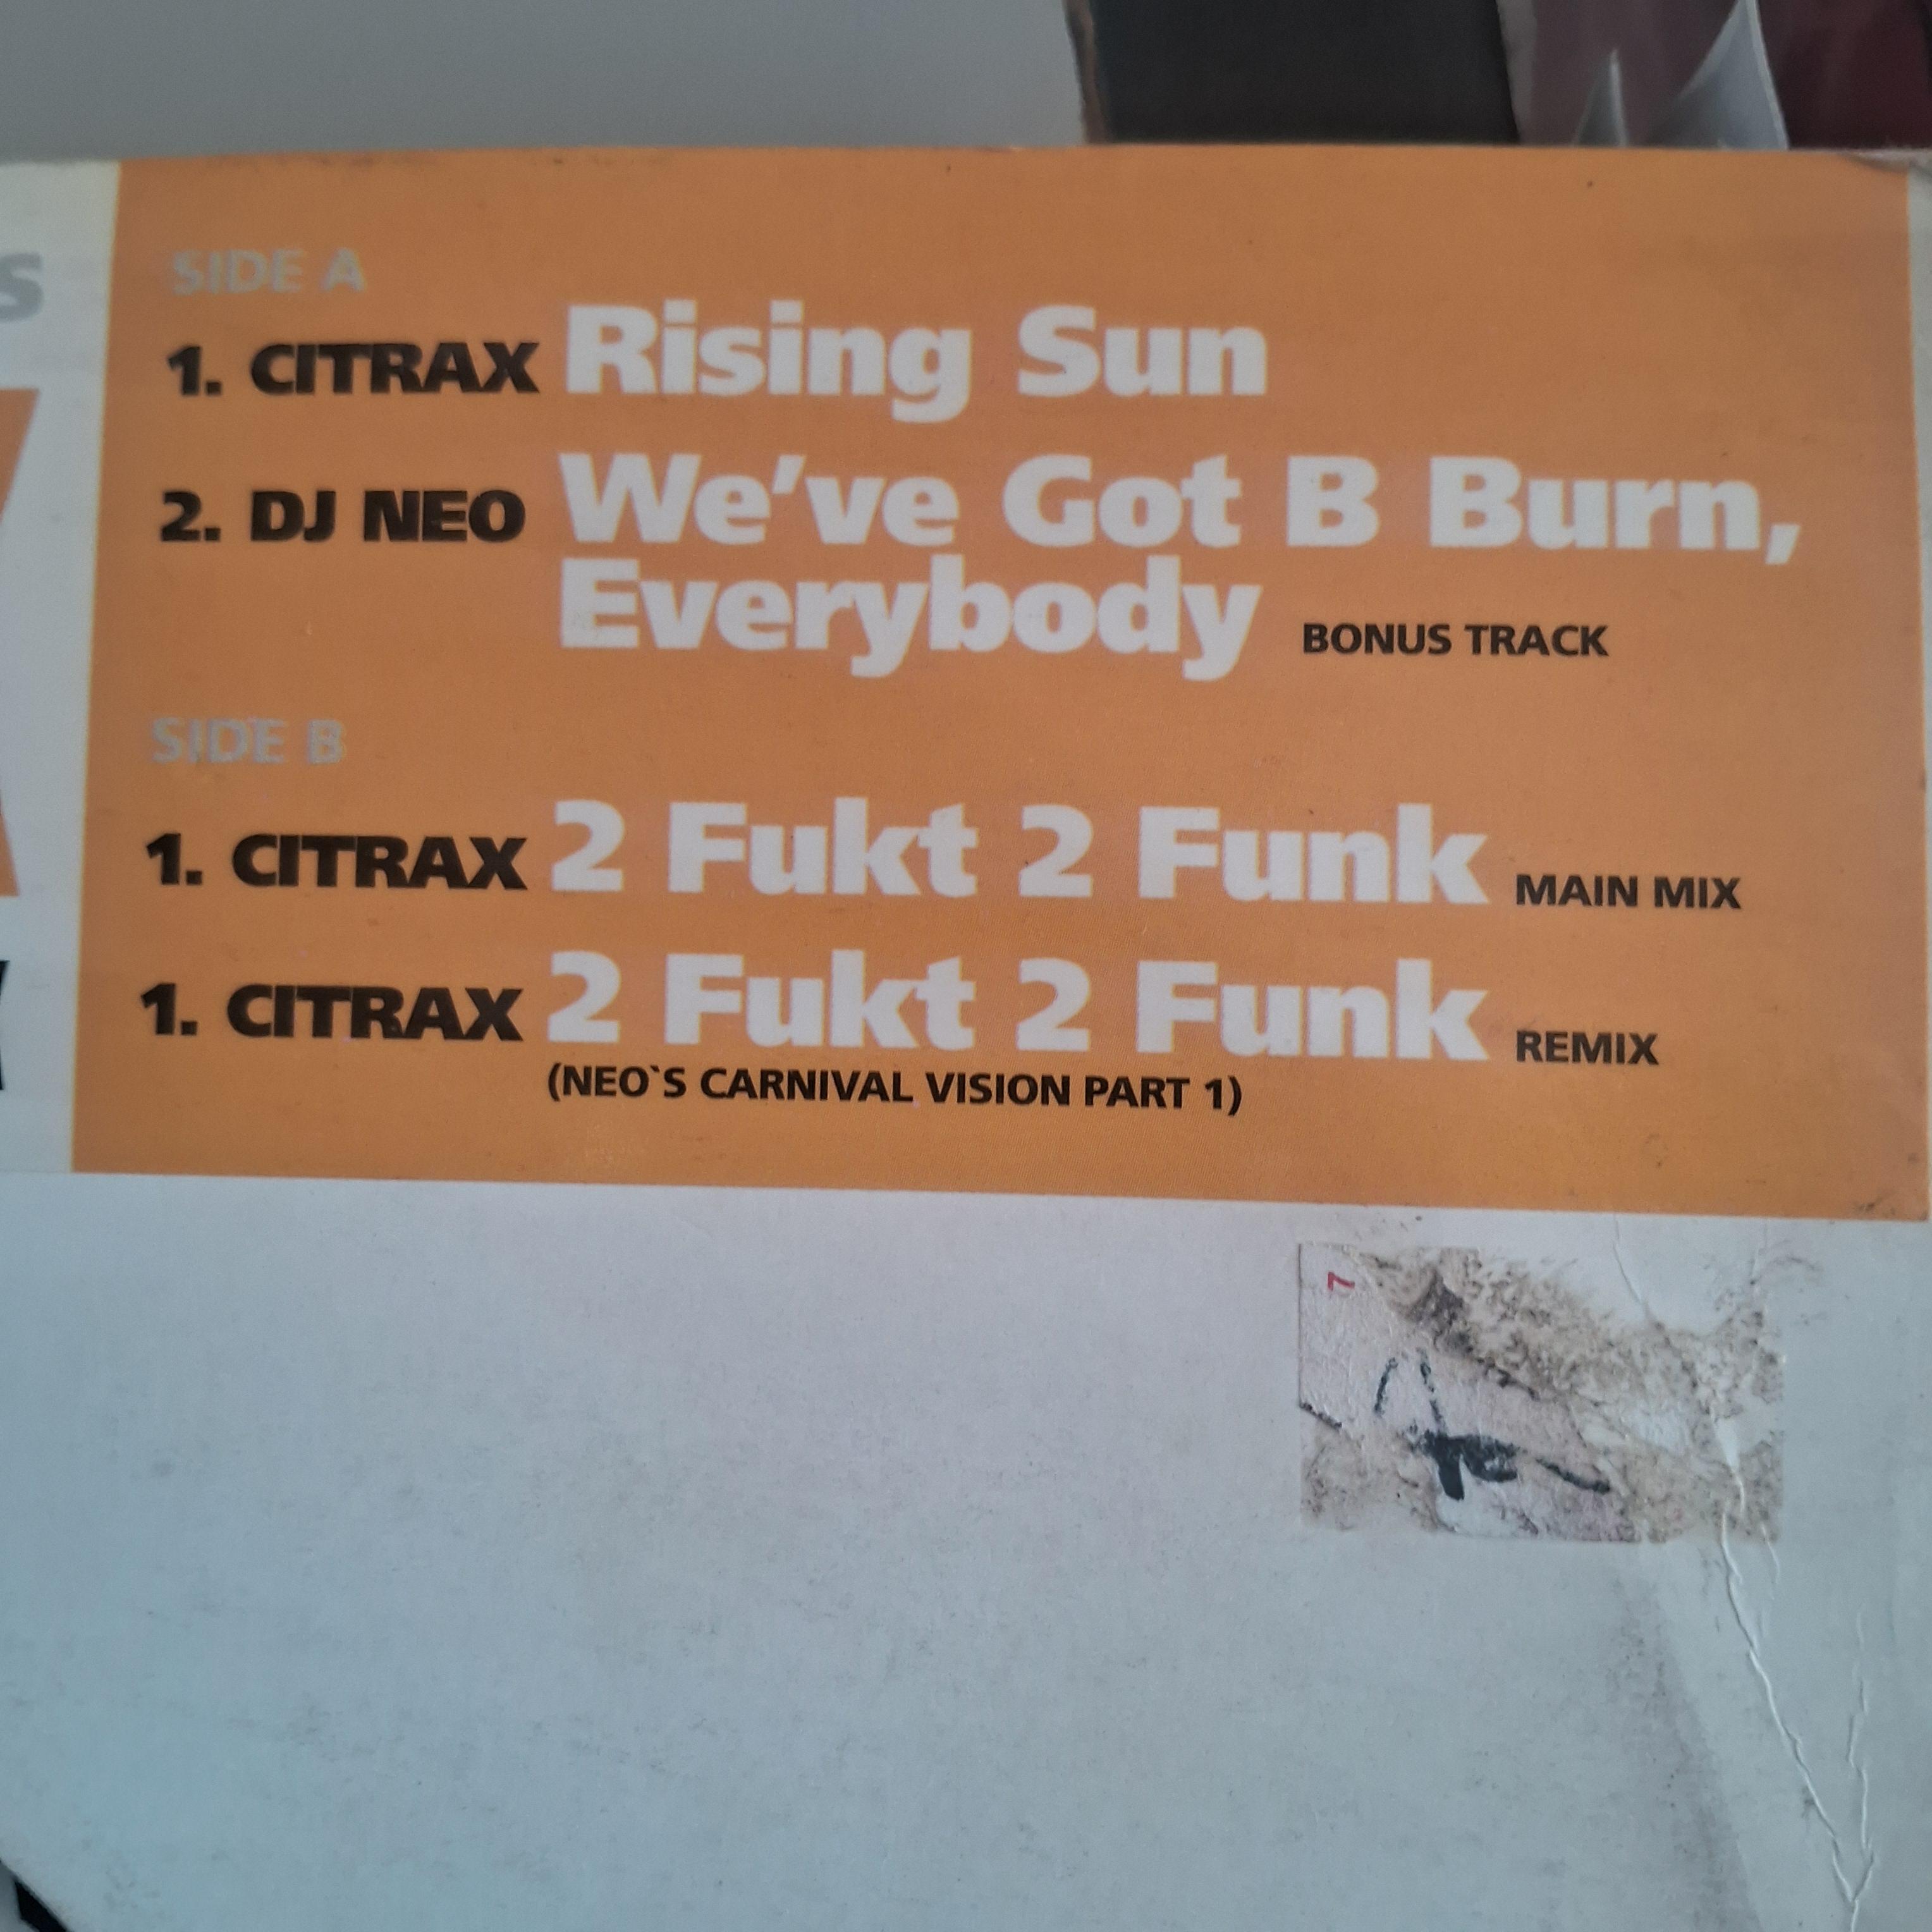 S
SIDE A
1. CITRAX Rising Sun
2. DJ NEO We've Got B Burn,
Everybody BONUS TRACK
SIDE B
1. CITRAX 2 Fukt 2 Funk MAIN MIX
1. CITRAX 2 Fukt 2 Funk REMIX
(NEO`S CARNIVAL VISION PART 1)
7